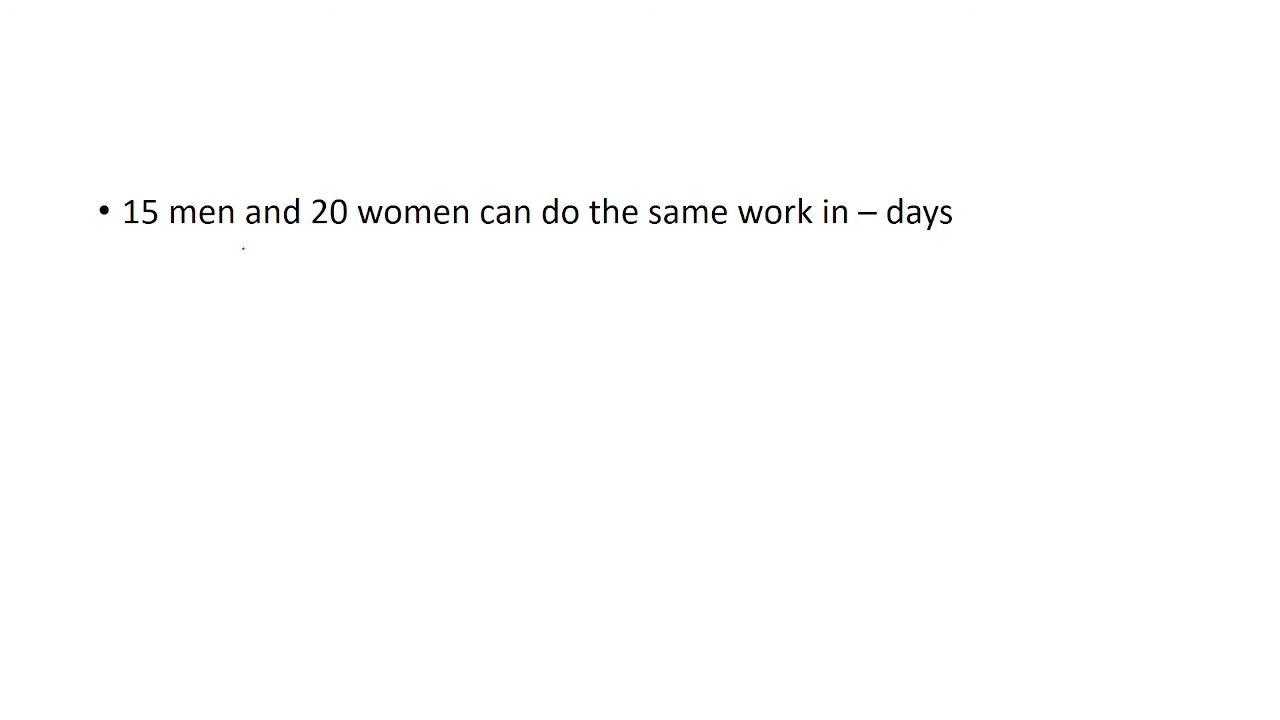 • 15 men and 20 women can do the same work in – days